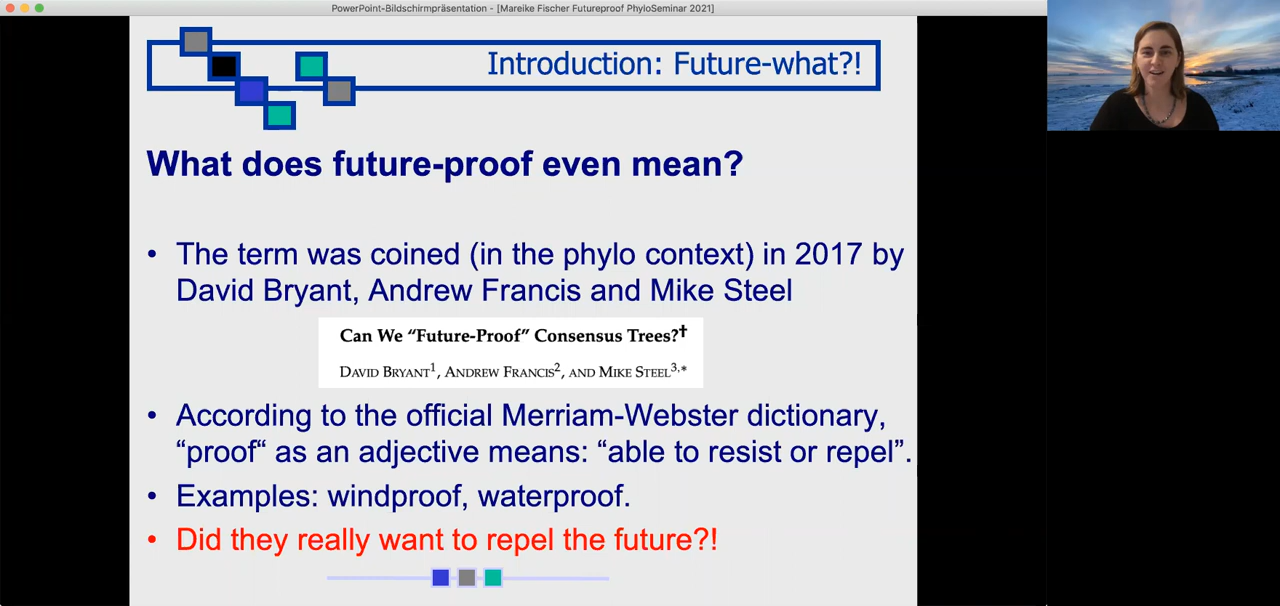 PowerPoint-Bildschirmpräsentation - [Mareike Fischer Futureproof PhyloSeminar 2021]
Introduction: Future-what?!
What does future-proof even mean?
• The term was coined (in the phylo context) in 2017 by
David Bryant, Andrew Francis and Mike Steel
Can We “Future-Proof” Consensus Trees?†
David Bryant1, Andrew Francis2, and Mike Steel3,*
• According to the official Merriam-Webster dictionary,
“proof“ as an adjective means: “able to resist or repel”.
• Examples: windproof, waterproof.
• Did they really want to repel the future?!